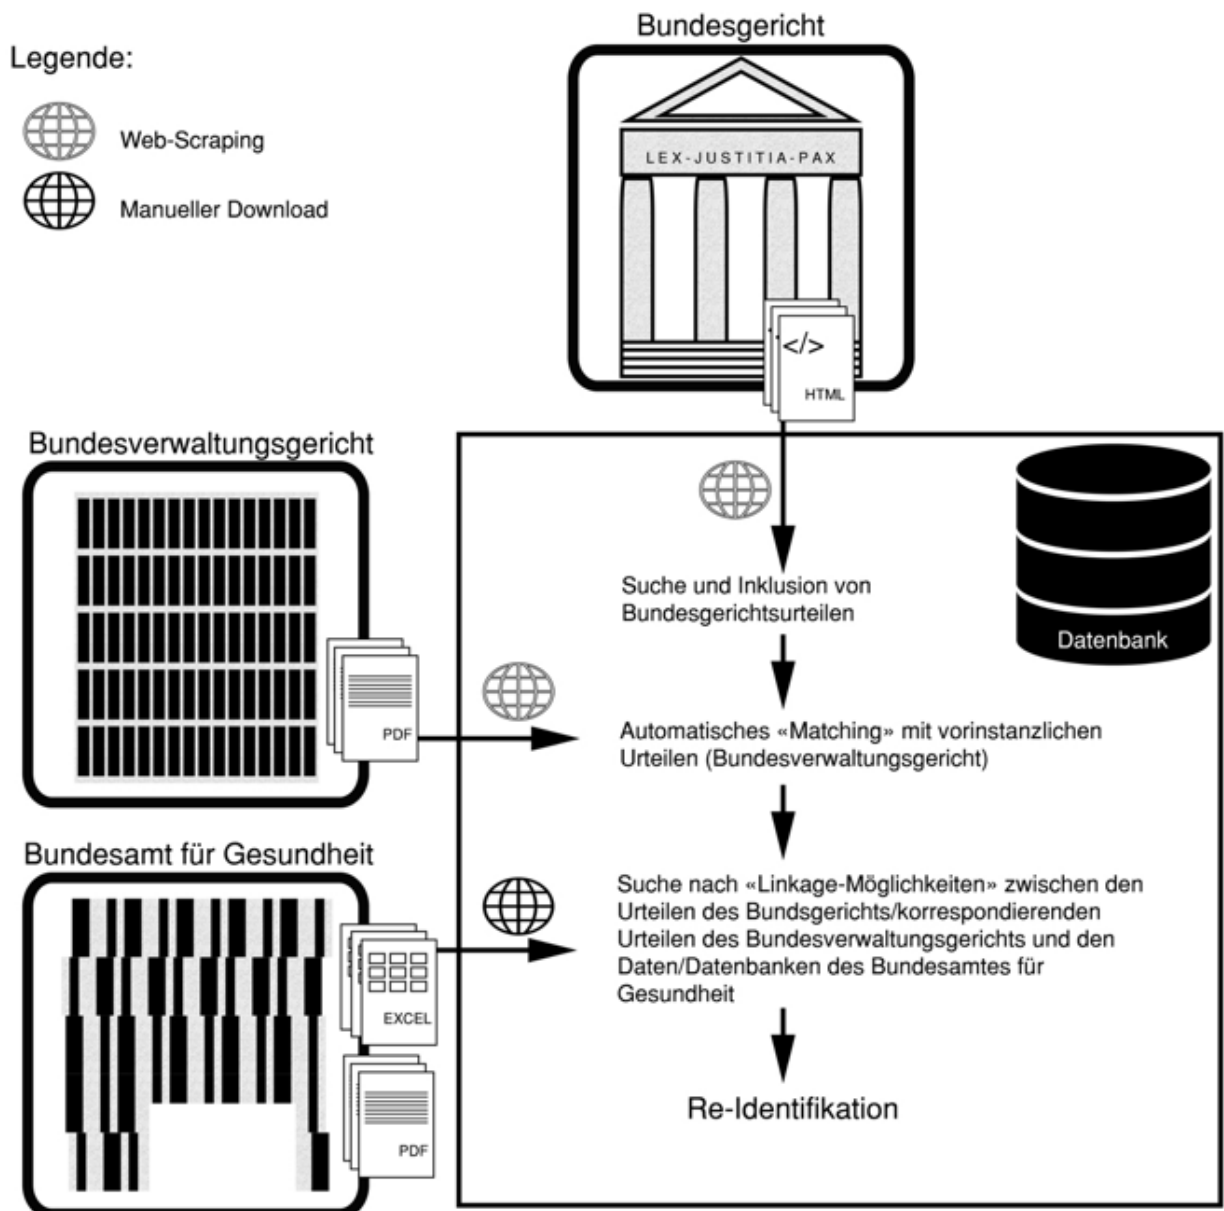 Bundesgericht
Legende:
Web-Scraping
Manueller Download
LEX-JUSTITIA-PAX
</>
HTML
Bundesverwaltungsgericht
PDF
Datenbank
Suche und Inklusion von
Bundesgerichtsurteilen
Automatisches «Matching» mit vorinstanzlichen
Urteilen (Bundesverwaltungsgericht)
Bundesamt für Gesundheit
EXCEL
PDF
Suche nach «Linkage-Möglichkeiten» zwischen den
Urteilen des Bundsgerichts/korrespondierenden
Urteilen des Bundesverwaltungsgerichts und den
Daten/Datenbanken des Bundesamtes für
Gesundheit
Re-Identifikation